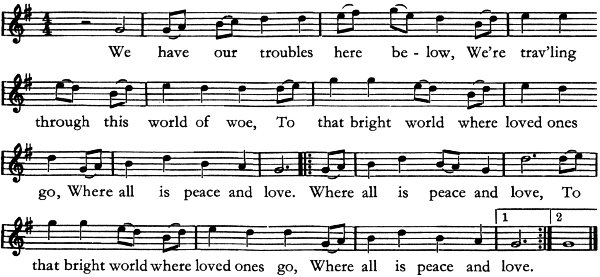 4
4
We have our troubles here be - low, We're trav'ling
through this world of woe, To that bright world where loved ones
go, Where all is peace and love. Where all is peace and love, To
1 2
that bright world where loved ones go, Where all is peace and love.